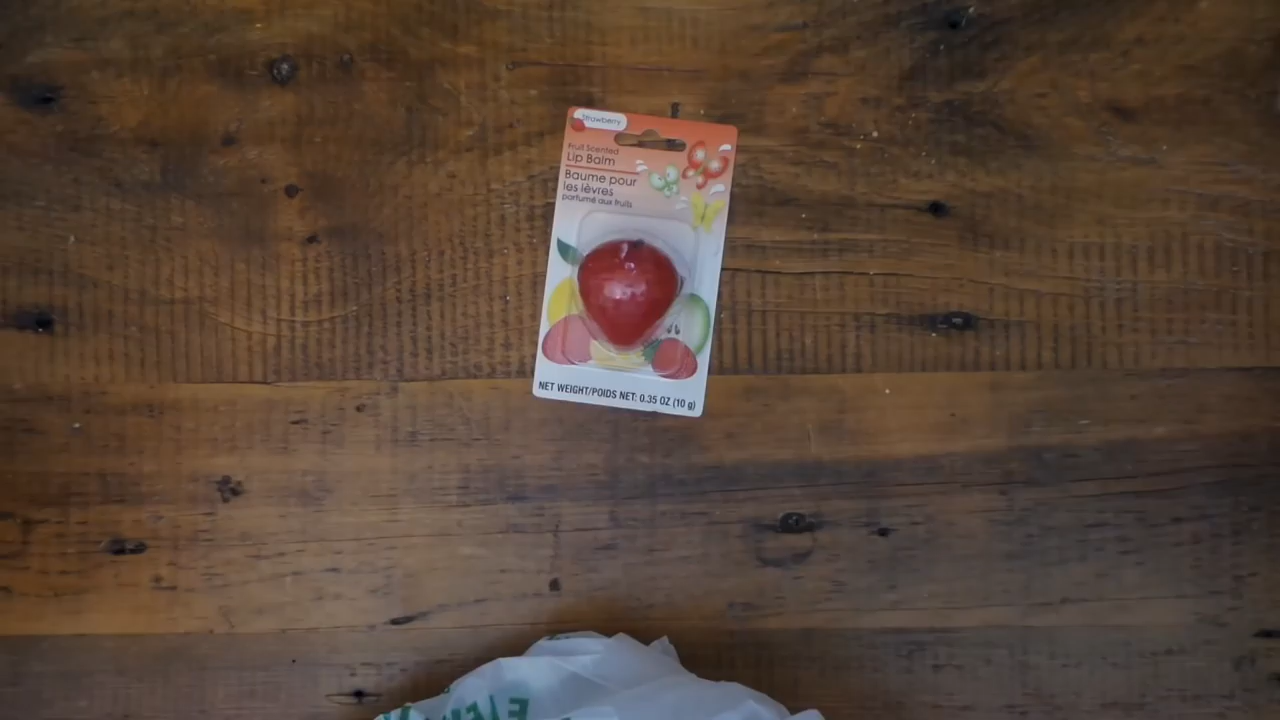 Strawberry
Fruit Scented
Lip Balm
Baume pour
les lèvres
parfumé aux fruits
NET WEIGHT/POIDS NET: 0.35 OZ (10 g)